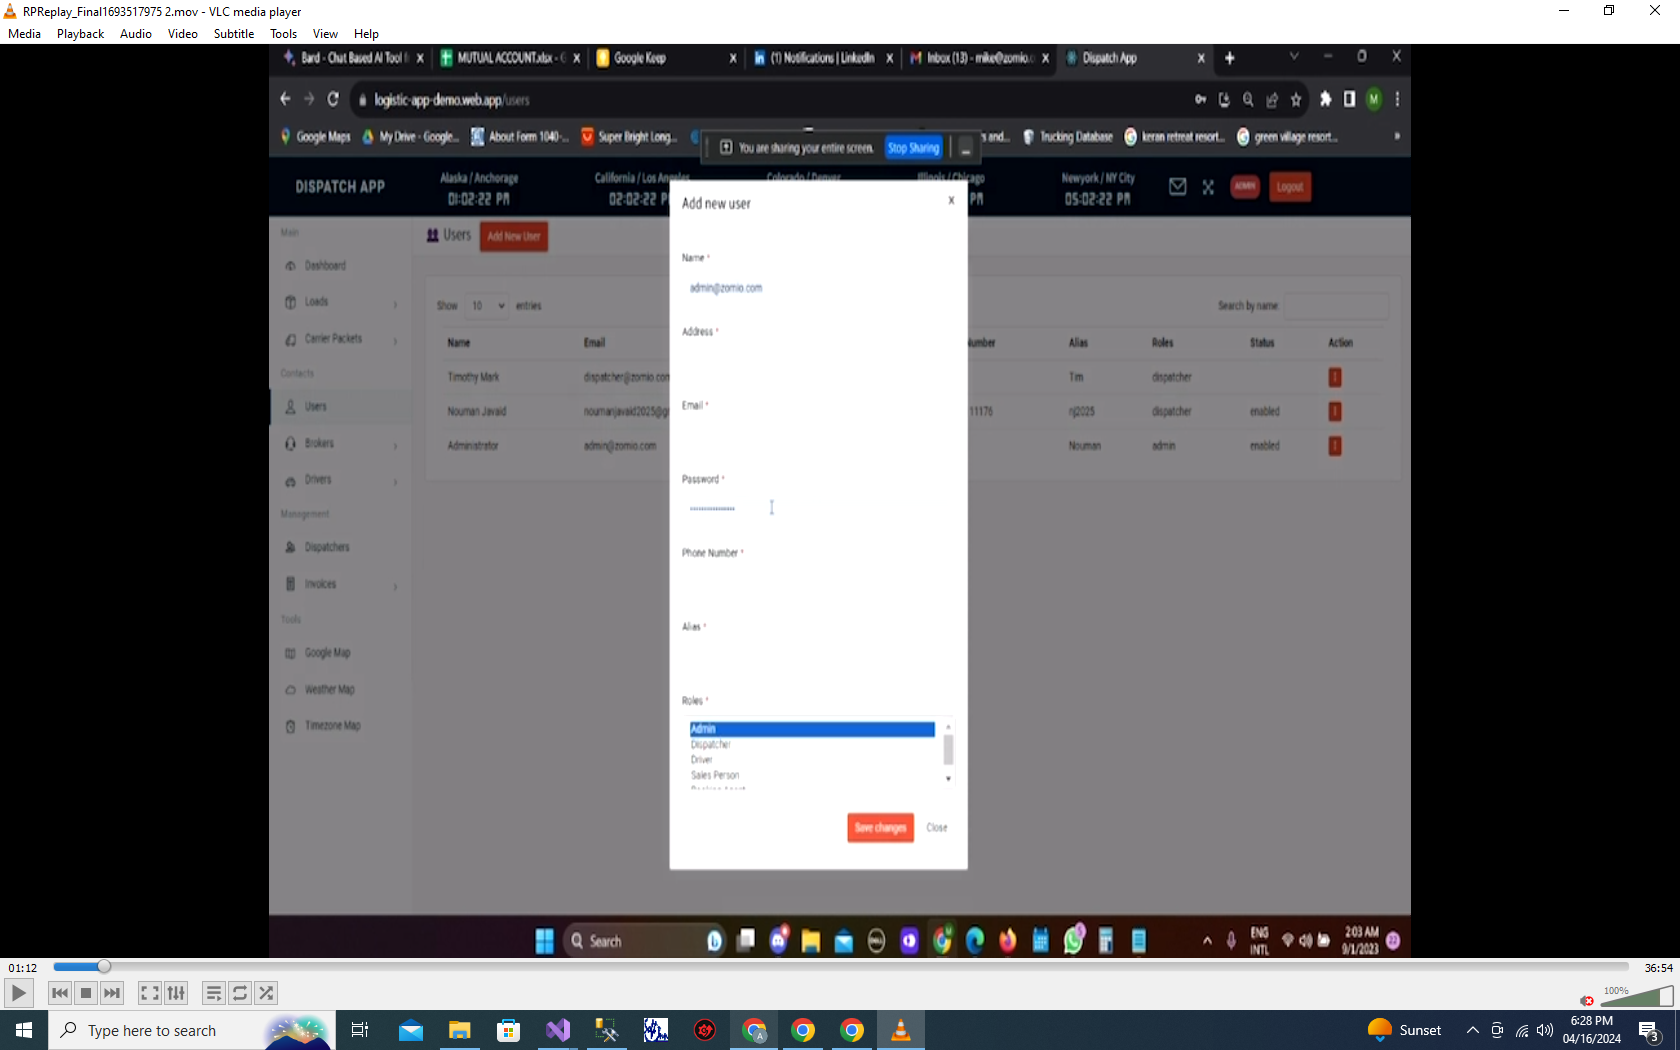 RPReplay_Final1693517975 2.mov - VLC media player
Media Playback Audio Video Subtitle Tools View Help
Bard - Chat Based AI Tool MUTUAL ACCOUNT.xlsx - G Google Keep (1) Notifications | LinkedIn Inbox (13) - mike@zomio.c Dispatch App
logistic-app-demo.web.app/users
Google Maps My Drive - Google... About Form 1040-... Super Bright Long... s and... Trucking Database keran retreat resort... green village resort...
You are sharing your entire screen. Stop Sharing
DISPATCH APP
Alaska / Anchorage California / Los Angeles Colorado / Denver Illinois / Chicago Newyork / NY City
01:02:22 PM 02:02:22 P PM 05:02:22 PM
ADMIN Logout
Main
Dashboard
Loads
Carrier Packets
Contacts
Users
Brokers
Drivers
Management
Dispatchers
Invoices
Tools
Google Map
Weather Map
Timezone Map
Users Add New User
Show 10 entries
Search by name:
Name Email umber Alias Roles Status Action
Timothy Mark dispatcher@zomio.com Tim dispatcher
Nouman Javaid noumanjavaid2025@g 11176 nj2025 dispatcher enabled
Administrator admin@zomio.com Nouman admin enabled
Add new user x
Name *
admin@zomio.com
Address *
Email *
Password *
Phone Number *
Alias *
Roles *
Admin
Dispatcher
Driver
Sales Person
Save changes Close
Search
ENG
INTL
2:03 AM
9/1/2023
22
01:12 36:54
100%
Type here to search
Sunset
6:28 PM
04/16/2024
3